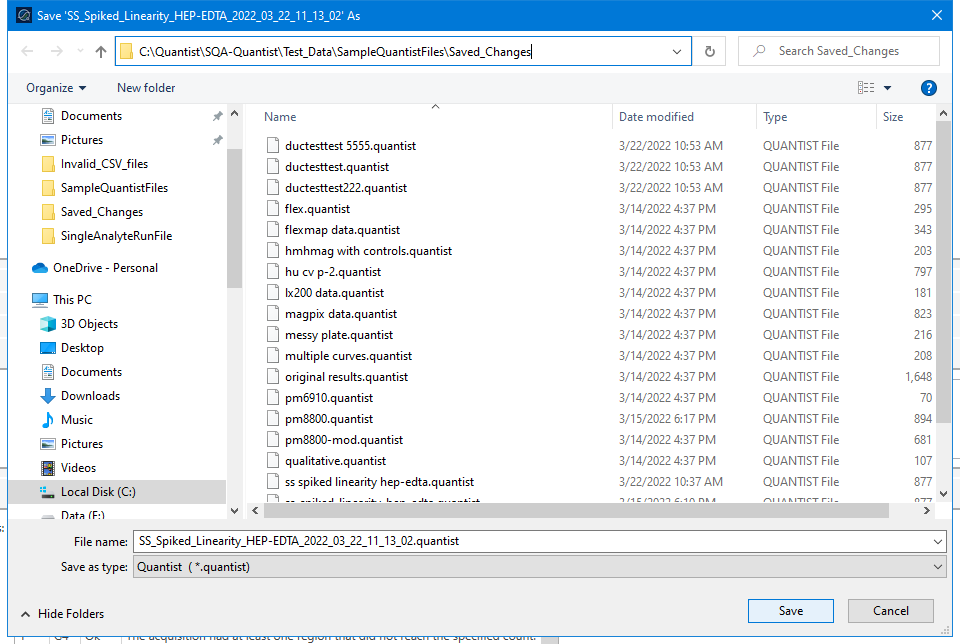 Save 'SS_Spiked_Linearity_HEP-EDTA_2022_03_22_11_13_02' As
C:\Quantist\SQA-Quantist\Test_Data\SampleQuantistFiles\Saved_Changes
Search Saved_Changes
Organize
New folder
?
Documents
Pictures
Invalid_CSV_files
SampleQuantistFiles
Saved_Changes
SingleAnalyteRunFile
OneDrive - Personal
This PC
3D Objects
Desktop
Documents
Downloads
Music
Pictures
Videos
Local Disk (C:)
Data (F:)
Name Date modified Type Size
ductesttest 5555.quantist 3/22/2022 10:53 AM QUANTIST File 877
ductesttest.quantist 3/22/2022 10:53 AM QUANTIST File 877
ductesttest222.quantist 3/22/2022 10:53 AM QUANTIST File 877
flex.quantist 3/14/2022 4:37 PM QUANTIST File 295
flexmap data.quantist 3/14/2022 4:37 PM QUANTIST File 343
hmhmag with controls.quantist 3/14/2022 4:37 PM QUANTIST File 203
hu cv p-2.quantist 3/14/2022 4:37 PM QUANTIST File 797
lx200 data.quantist 3/14/2022 4:37 PM QUANTIST File 181
magpix data.quantist 3/14/2022 4:37 PM QUANTIST File 823
messy plate.quantist 3/14/2022 4:37 PM QUANTIST File 216
multiple curves.quantist 3/14/2022 4:37 PM QUANTIST File 208
original results.quantist 3/14/2022 4:37 PM QUANTIST File 1,648
pm6910.quantist 3/14/2022 4:37 PM QUANTIST File 70
pm8800.quantist 3/15/2022 6:17 PM QUANTIST File 894
pm8800-mod.quantist 3/14/2022 4:37 PM QUANTIST File 681
qualitative.quantist 3/14/2022 4:37 PM QUANTIST File 107
ss spiked linearity hep-edta.quantist 3/22/2022 10:37 AM QUANTIST File 877
ss_spiked_linearity_hep-edta.quantist 3/15/2022 6:10 PM QUANTIST File 877
File name: SS_Spiked_Linearity_HEP-EDTA_2022_03_22_11_13_02.quantist
Save as type: Quantist (*.quantist)
Hide Folders
Save
Cancel
The acquisition had at least one region that did not reach the specified count.